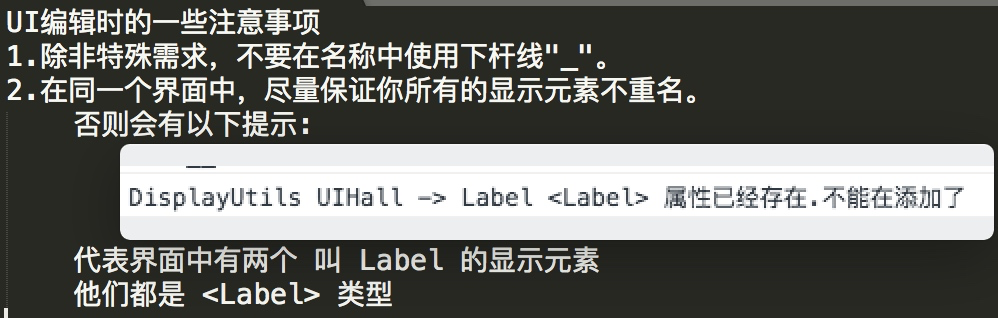 UI编辑时的一些注意事项
1.除非特殊需求，不要在名称中使用下杆线"_"。
2.在同一个界面中，尽量保证你所有的显示元素不重名。
否则会有以下提示:
DisplayUtils UIHall -> Label <Label> 属性已经存在.不能在添加了
代表界面中有两个 叫 Label 的显示元素
他们都是 <Label> 类型